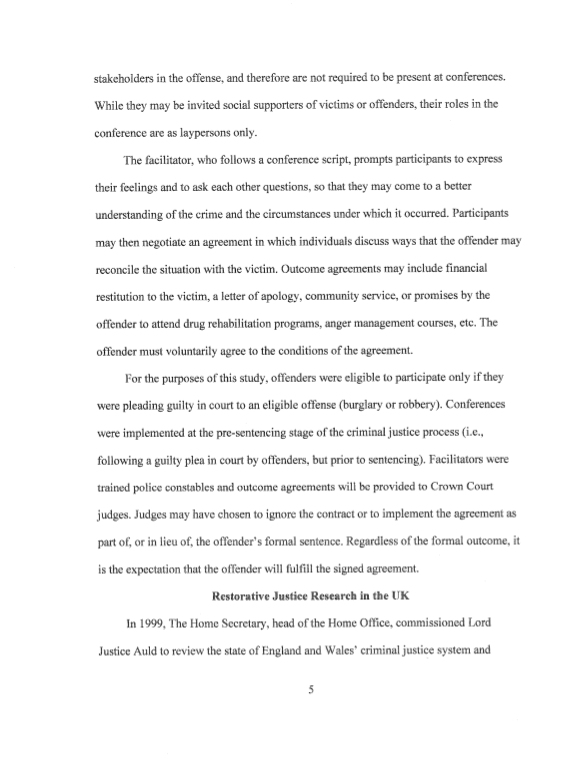 stakeholders in the offense, and therefore are not required to be present at conferences.
While they may be invited social supporters of victims or offenders, their roles in the
conference are as laypersons only.
The facilitator, who follows a conference script, prompts participants to express
their feelings and to ask each other questions, so that they may come to a better
understanding of the crime and the circumstances under which it occurred. Participants
may then negotiate an agreement in which individuals discuss ways that the offender may
reconcile the situation with the victim. Outcome agreements may include financial
restitution to the victim, a letter of apology, community service, or promises by the
offender to attend drug rehabilitation programs, anger management courses, etc. The
offender must voluntarily agree to the conditions of the agreement.
For the purposes of this study, offenders were eligible to participate only if they
were pleading guilty in court to an eligible offense (burglary or robbery). Conferences
were implemented at the pre-sentencing stage of the criminal justice process (i.e.,
following a guilty plea in court by offenders, but prior to sentencing). Facilitators were
trained police constables and outcome agreements will be provided to Crown Court
judges. Judges may have chosen to ignore the contract or to implement the agreement as
part of, or in lieu of, the offender's formal sentence. Regardless of the formal outcome, it
is the expectation that the offender will fulfill the signed agreement.
Restorative Justice Research in the UK
In 1999, The Home Secretary, head of the Home Office, commissioned Lord
Justice Auld to review the state of England and Wales' criminal justice system and
5